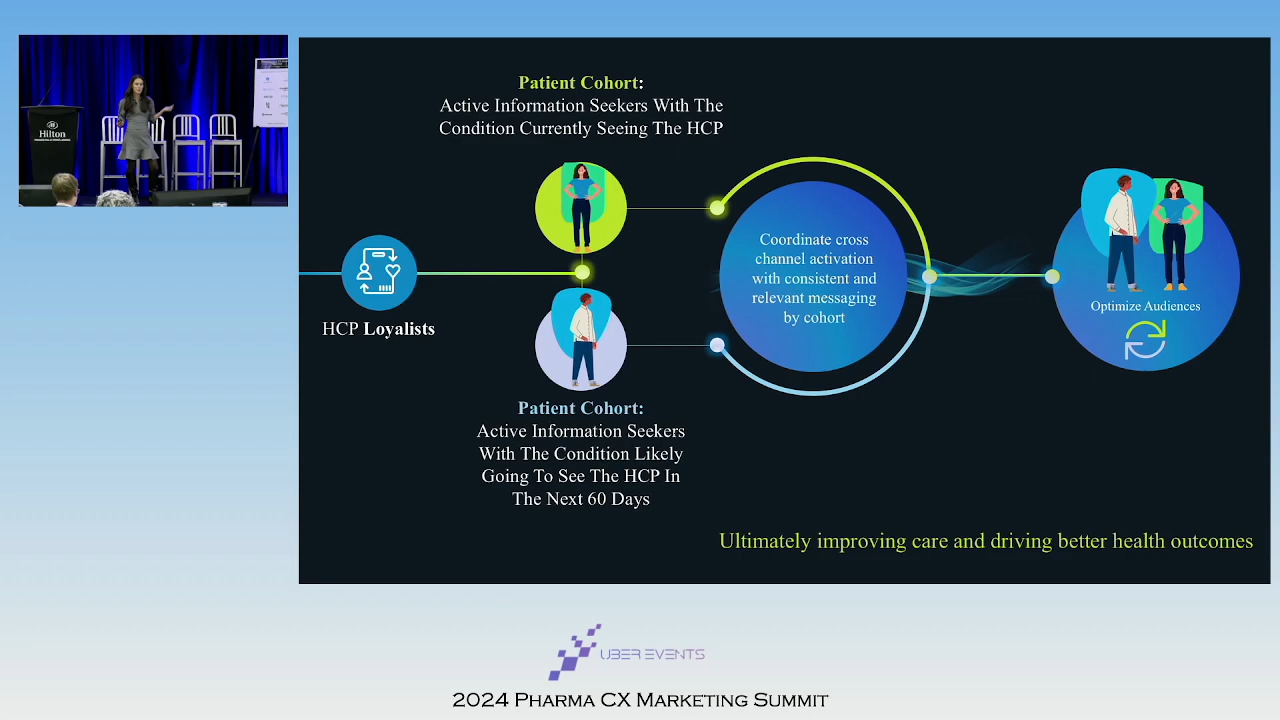 Hilton
Patient Cohort:
Active Information Seekers With The
Condition Currently Seeing The HCP
HCP Loyalists
Coordinate cross
channel activation
with consistent and
relevant messaging
by cohort
Optimize Audiences
Patient Cohort:
Active Information Seekers
With The Condition Likely
Going To See The HCP In
The Next 60 Days
Ultimately improving care and driving better health outcomes
UBER EVENTS
2024 Pharma CX Marketing Summit